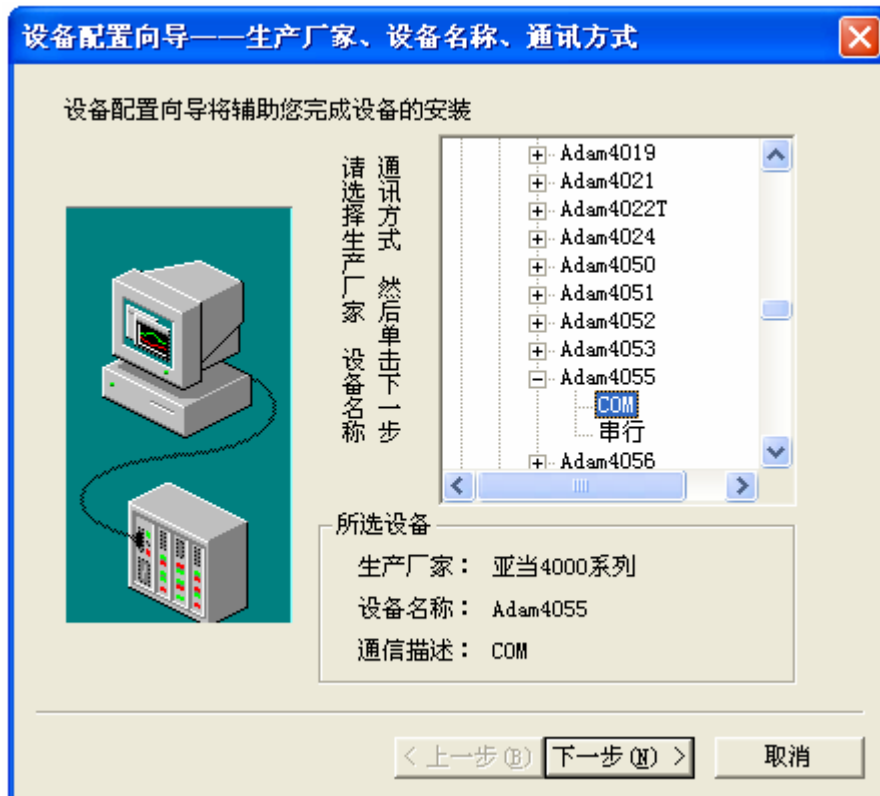 设备配置向导——生产厂家、设备名称、通讯方式
设备配置向导将辅助您完成设备的安装
请选择生产厂家 设备名称
通讯方式 然后单击下一步
Adam4019
Adam4021
Adam4022T
Adam4024
Adam4050
Adam4051
Adam4052
Adam4053
Adam4055
COM
串行
Adam4056
所选设备
生产厂家： 亚当4000系列
设备名称： Adam4055
通信描述： COM
< 上一步(B)
下一步(N) >
取消